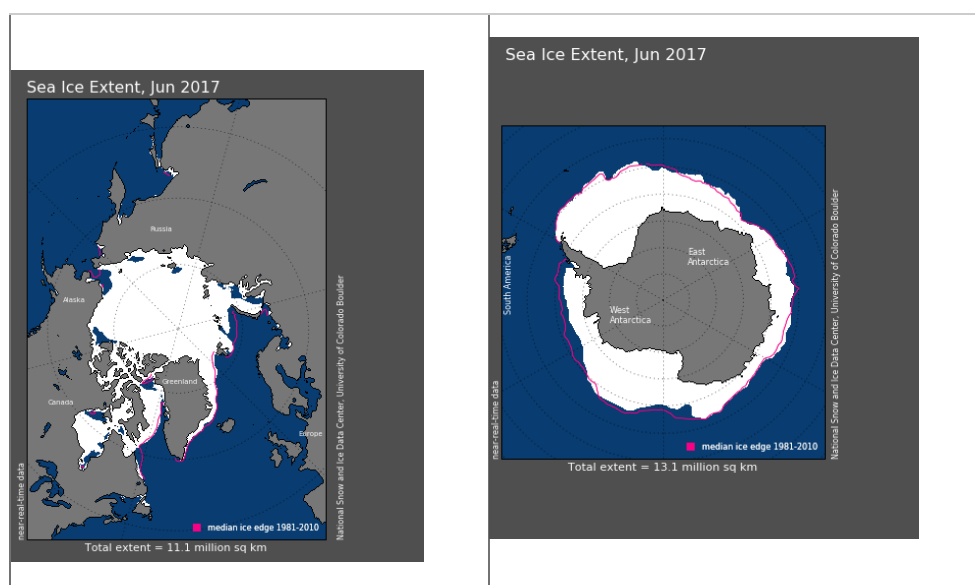 Sea Ice Extent, Jun 2017
Russia
Alaska
Greenland
Canada
Europe
near-real-time data
National Snow and Ice Data Center, University of Colorado Boulder
median ice edge 1981-2010
Total extent = 11.1 million sq km
Sea Ice Extent, Jun 2017
East
Antarctica
South America
West
Antarctica
near-real-time data
National Snow and Ice Data Center, University of Colorado Boulder
median ice edge 1981-2010
Total extent = 13.1 million sq km